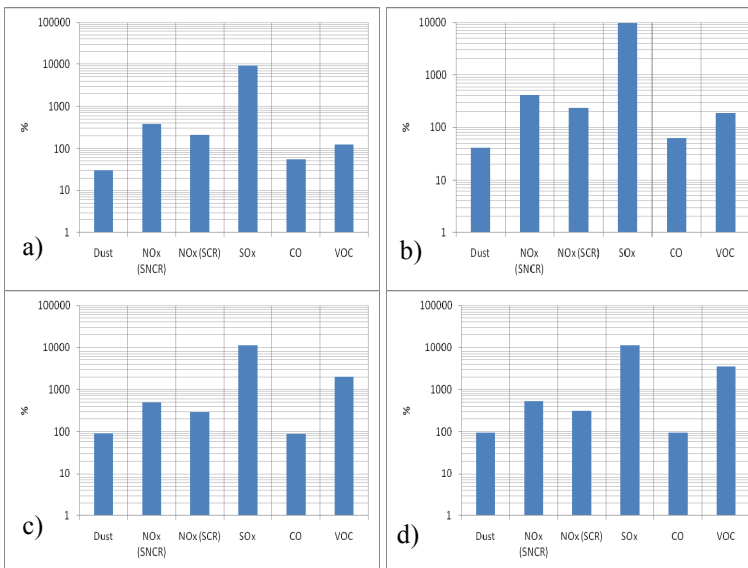 100000
10000
1000
100
10
1
%
Dust
NOx (SNCR)
NOx (SCR)
SOx
CO
VOC
a)
10000
1000
100
10
1
%
Dust
NOx (SNCR)
NOx (SCR)
SOx
CO
VOC
b)
100000
10000
1000
100
10
1
%
Dust
NOx (SNCR)
NOx (SCR)
SOx
CO
VOC
c)
100000
10000
1000
100
10
1
%
Dust
NOx (SNCR)
NOx (SCR)
SOx
CO
VOC
d)